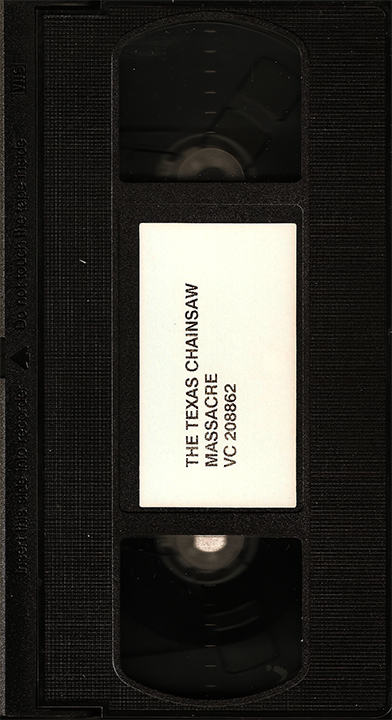 THE TEXAS CHAINSAW
MASSACRE
VC 208862
Insert this side into recorder
Do not touch the tape inside
VHS